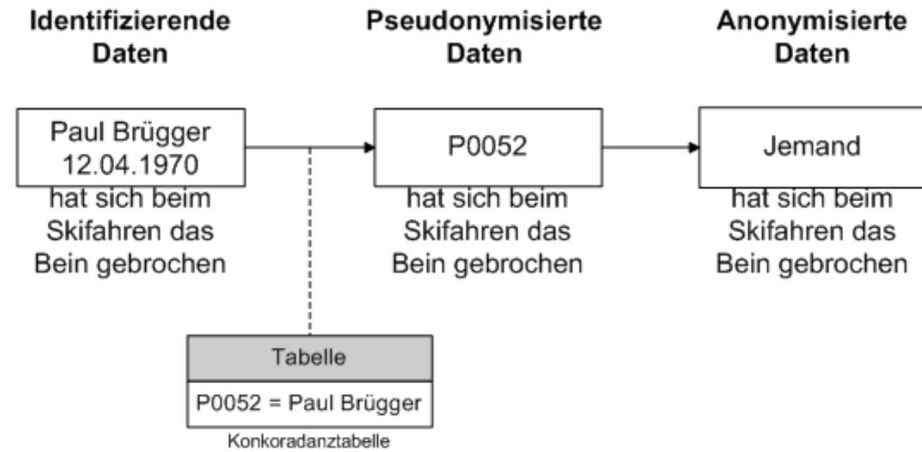 Identifizierende
Daten
Pseudonymisierte
Daten
Anonymisierte
Daten
Paul Brügger
12.04.1970
hat sich beim
Skifahren das
Bein gebrochen
P0052
hat sich beim
Skifahren das
Bein gebrochen
Jemand
hat sich beim
Skifahren das
Bein gebrochen
Tabelle
P0052 = Paul Brügger
Konkoradanztabelle